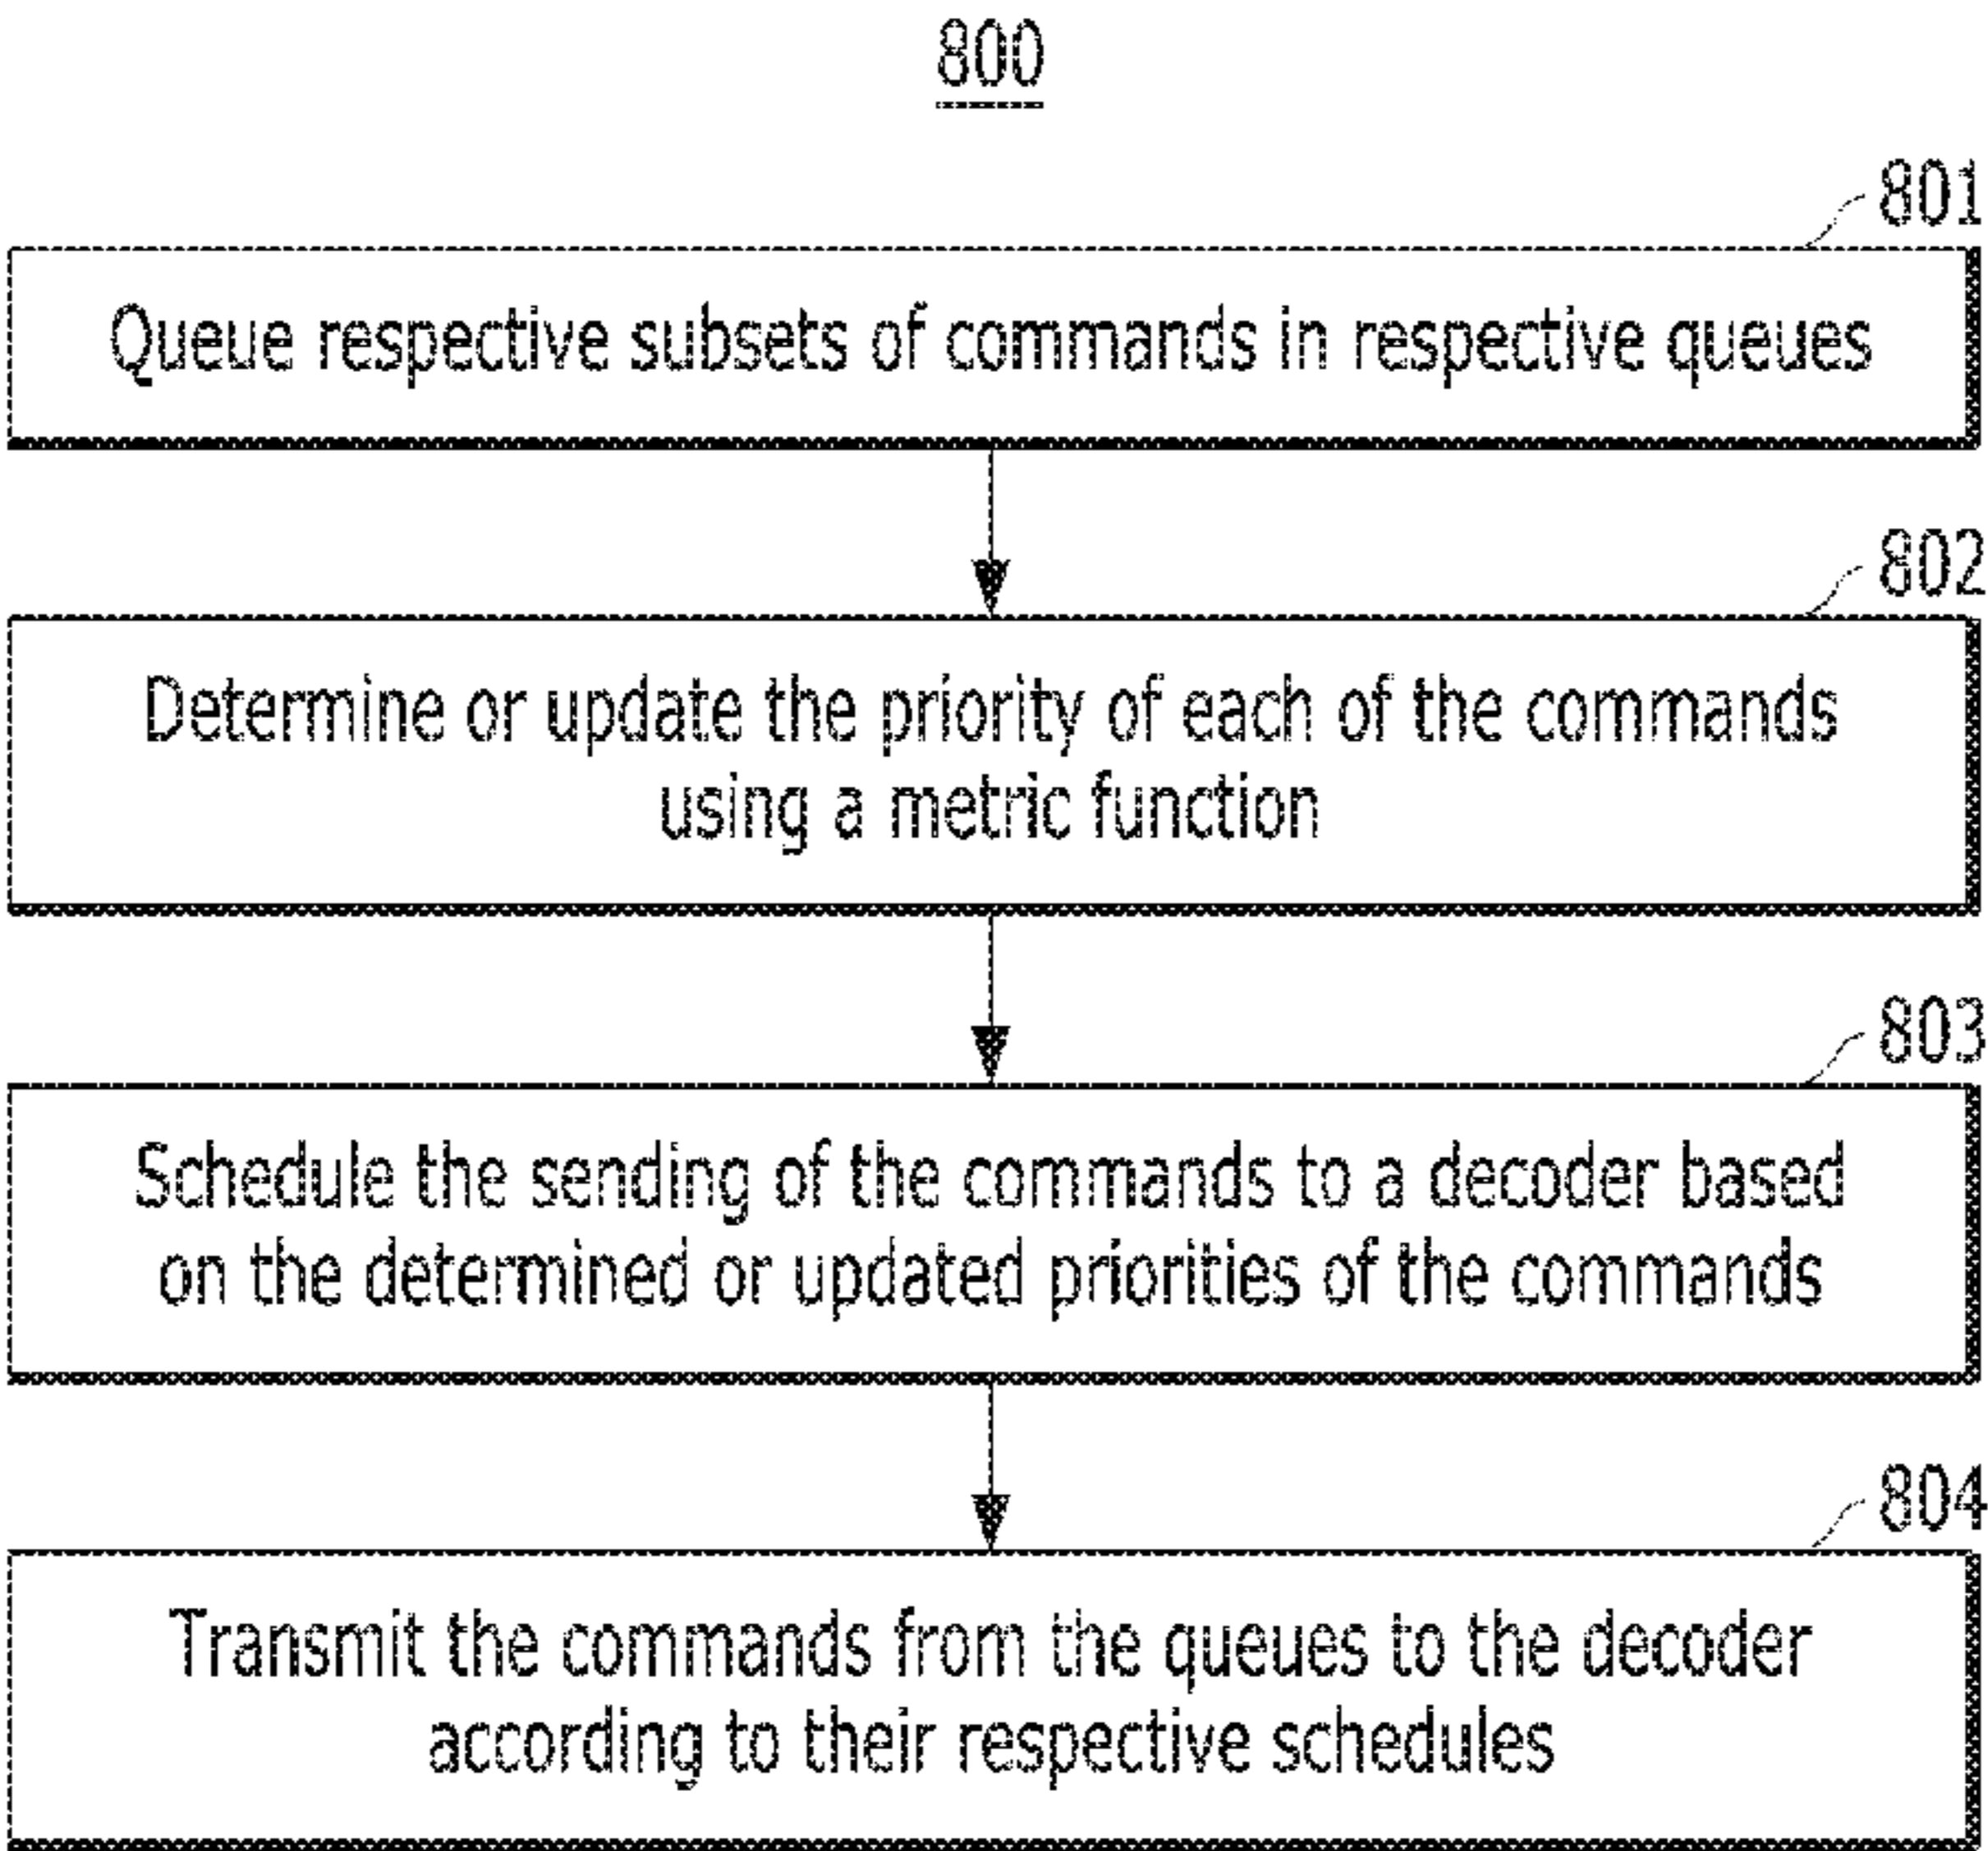 800
801
Queue respective subsets of commands in respective queues
802
Determine or update the priority of each of the commands
using a metric function
803
Schedule the sending of the commands to a decoder based
on the determined or updated priorities of the commands
804
Transmit the commands from the queues to the decoder
according to their respective schedules